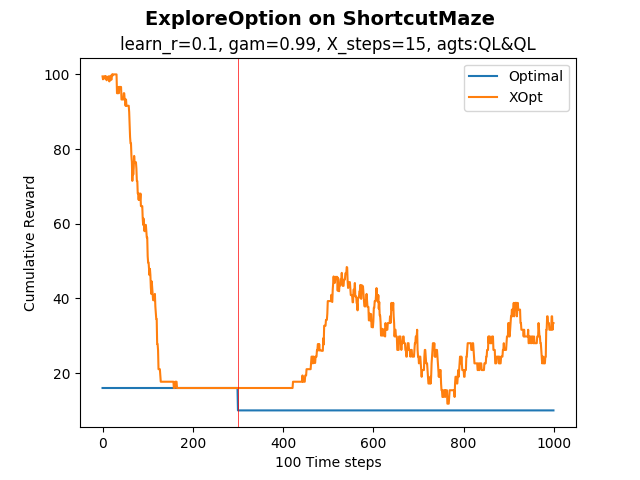 ExploreOption on ShortcutMaze
learn_r=0.1, gam=0.99, X_steps=15, agts:QL&QL
Optimal
XOpt
Cumulative Reward
100
80
60
40
20
0
200
400
600
800
1000
100 Time steps